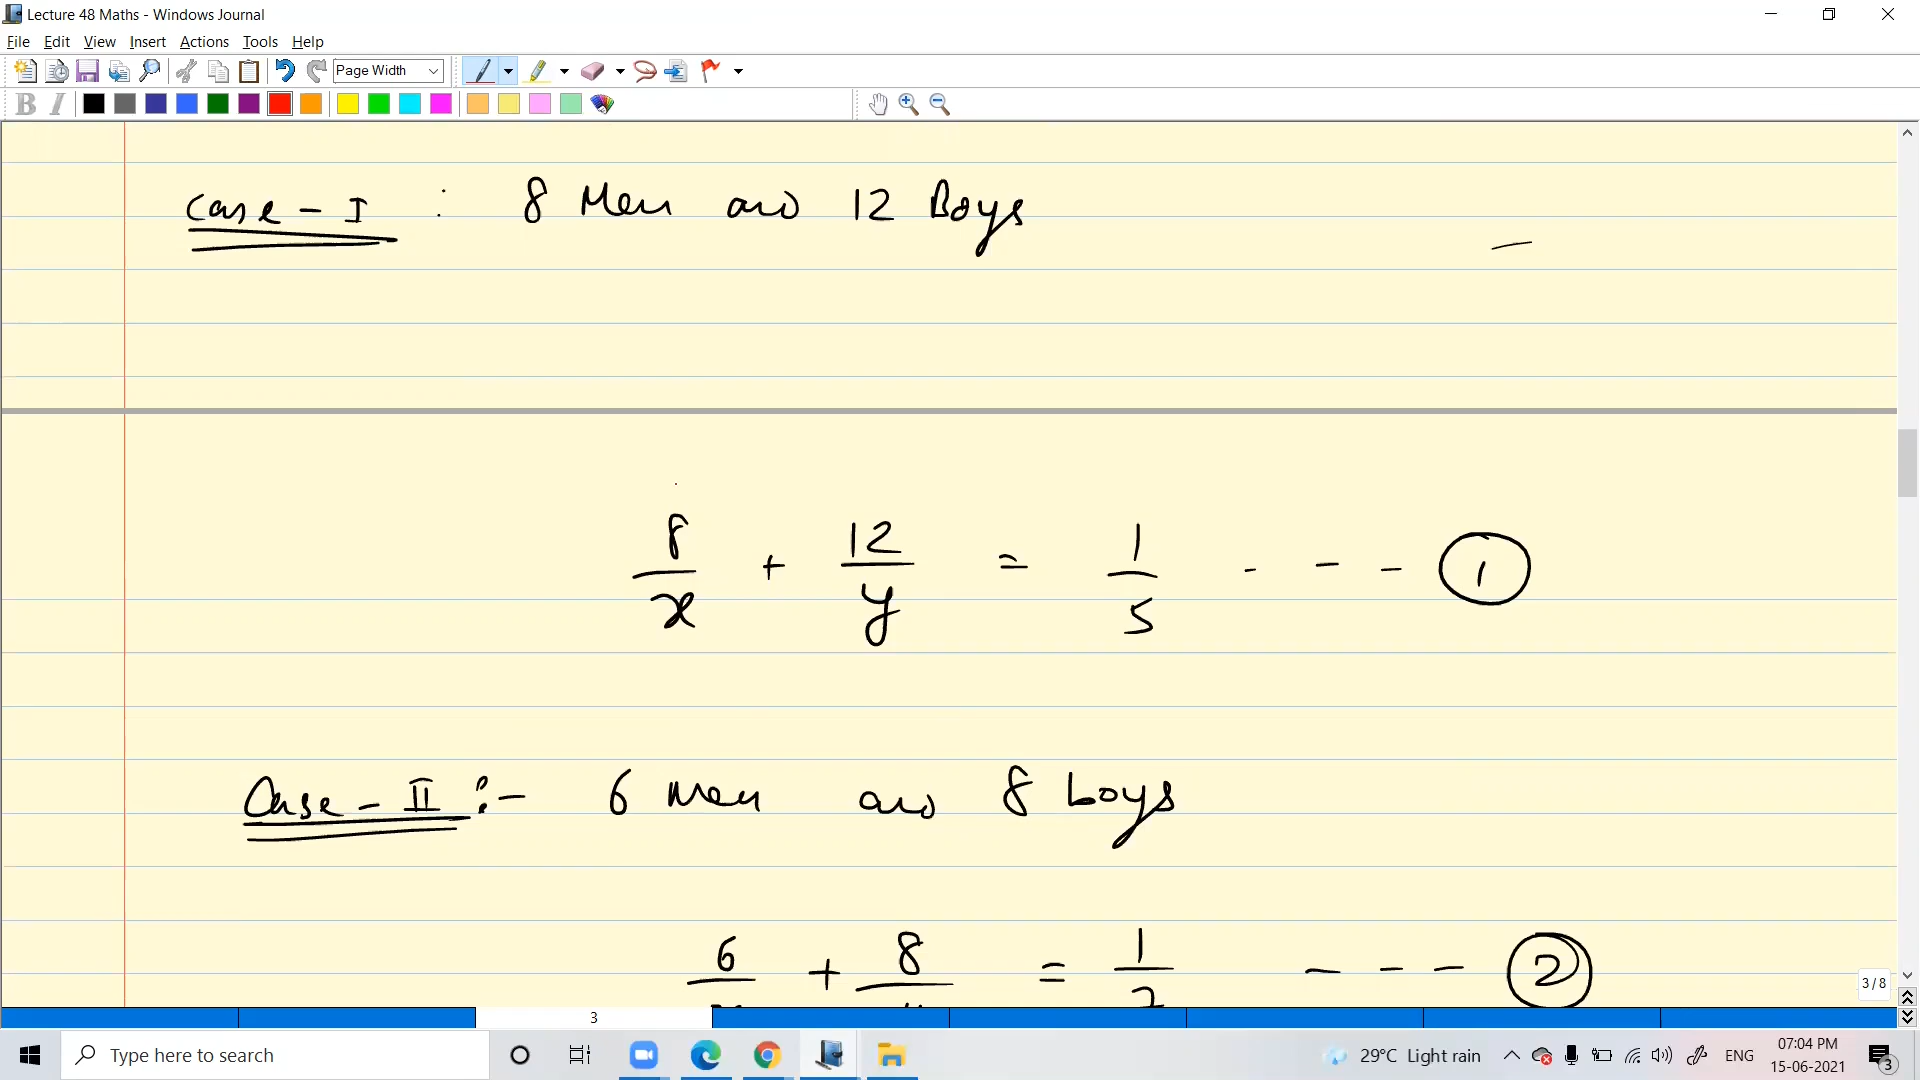 Lecture 48 Maths - Windows Journal
File Edit View Insert Actions Tools Help
Page Width
B I
Case - I : 8 Men and 12 Boys
8/x + 12/y = 1/5 - - - 1
Case - II :- 6 Men and 8 boys
6 + 8 = 1 - - - 2
3 / 8
3
Type here to search
29°C Light rain
ENG
07:04 PM
15-06-2021
3